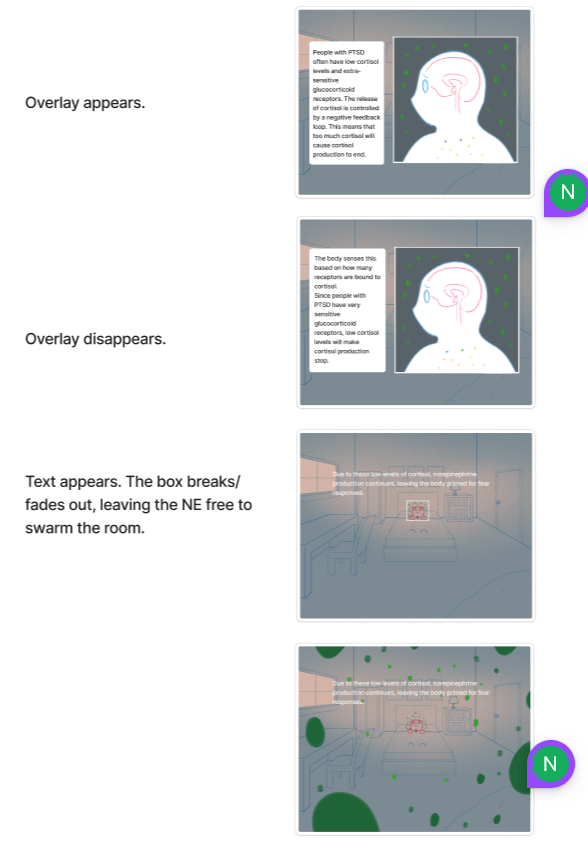 Overlay appears.
People with PTSD
often have low cortisol
levels and extra-
sensitive
glucocorticoid
receptors. The release
of cortisol is controlled
by a negative feedback
loop. This means that
too much cortisol will
cause cortisol
production to end.
N
Overlay disappears.
The body senses this
based on how many
receptors are bound to
cortisol.
Since people with
PTSD have very
sensitive
glucocorticoid
receptors, low cortisol
levels will make
cortisol production
stop.
Text appears. The box breaks/
fades out, leaving the NE free to
swarm the room.
Due to these low levels of cortisol, norepinephrine
production continues, leaving the body primed for fear
responses.
Due to these low levels of cortisol, norepinephrine
production continues, leaving the body primed for fear
responses.
N